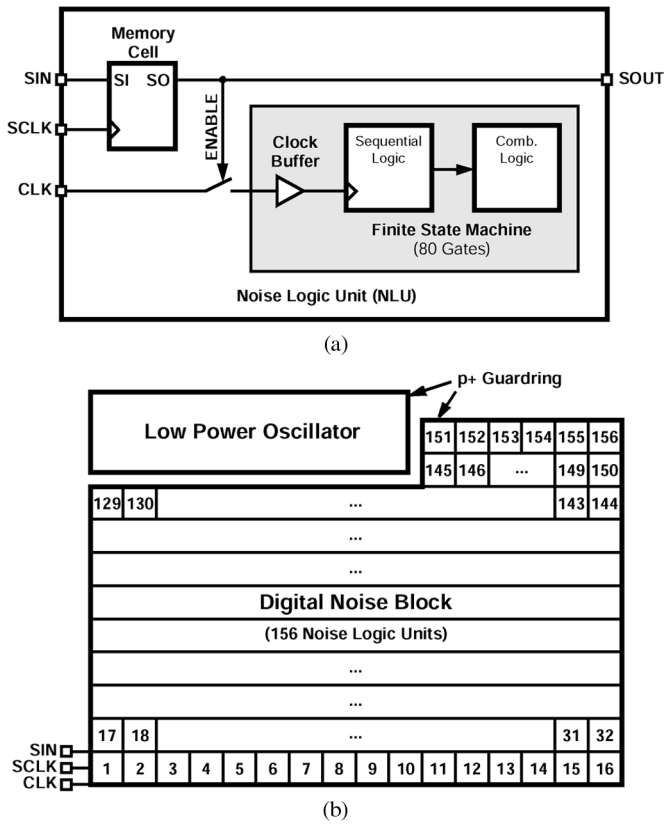 Memory
Cell
SIN
SI SO
SOUT
SCLK
ENABLE
Clock
Buffer
Sequential
Logic
Comb.
Logic
CLK
Finite State Machine
(80 Gates)
Noise Logic Unit (NLU)
(a)
p+ Guardring
Low Power Oscillator
151 152 153 154 155 156
145 146 ... 149 150
129 130 ... 143 144
...
...
Digital Noise Block
(156 Noise Logic Units)
...
...
17 18 ... 31 32
SIN
SCLK
CLK
1 2 3 4 5 6 7 8 9 10 11 12 13 14 15 16
(b)